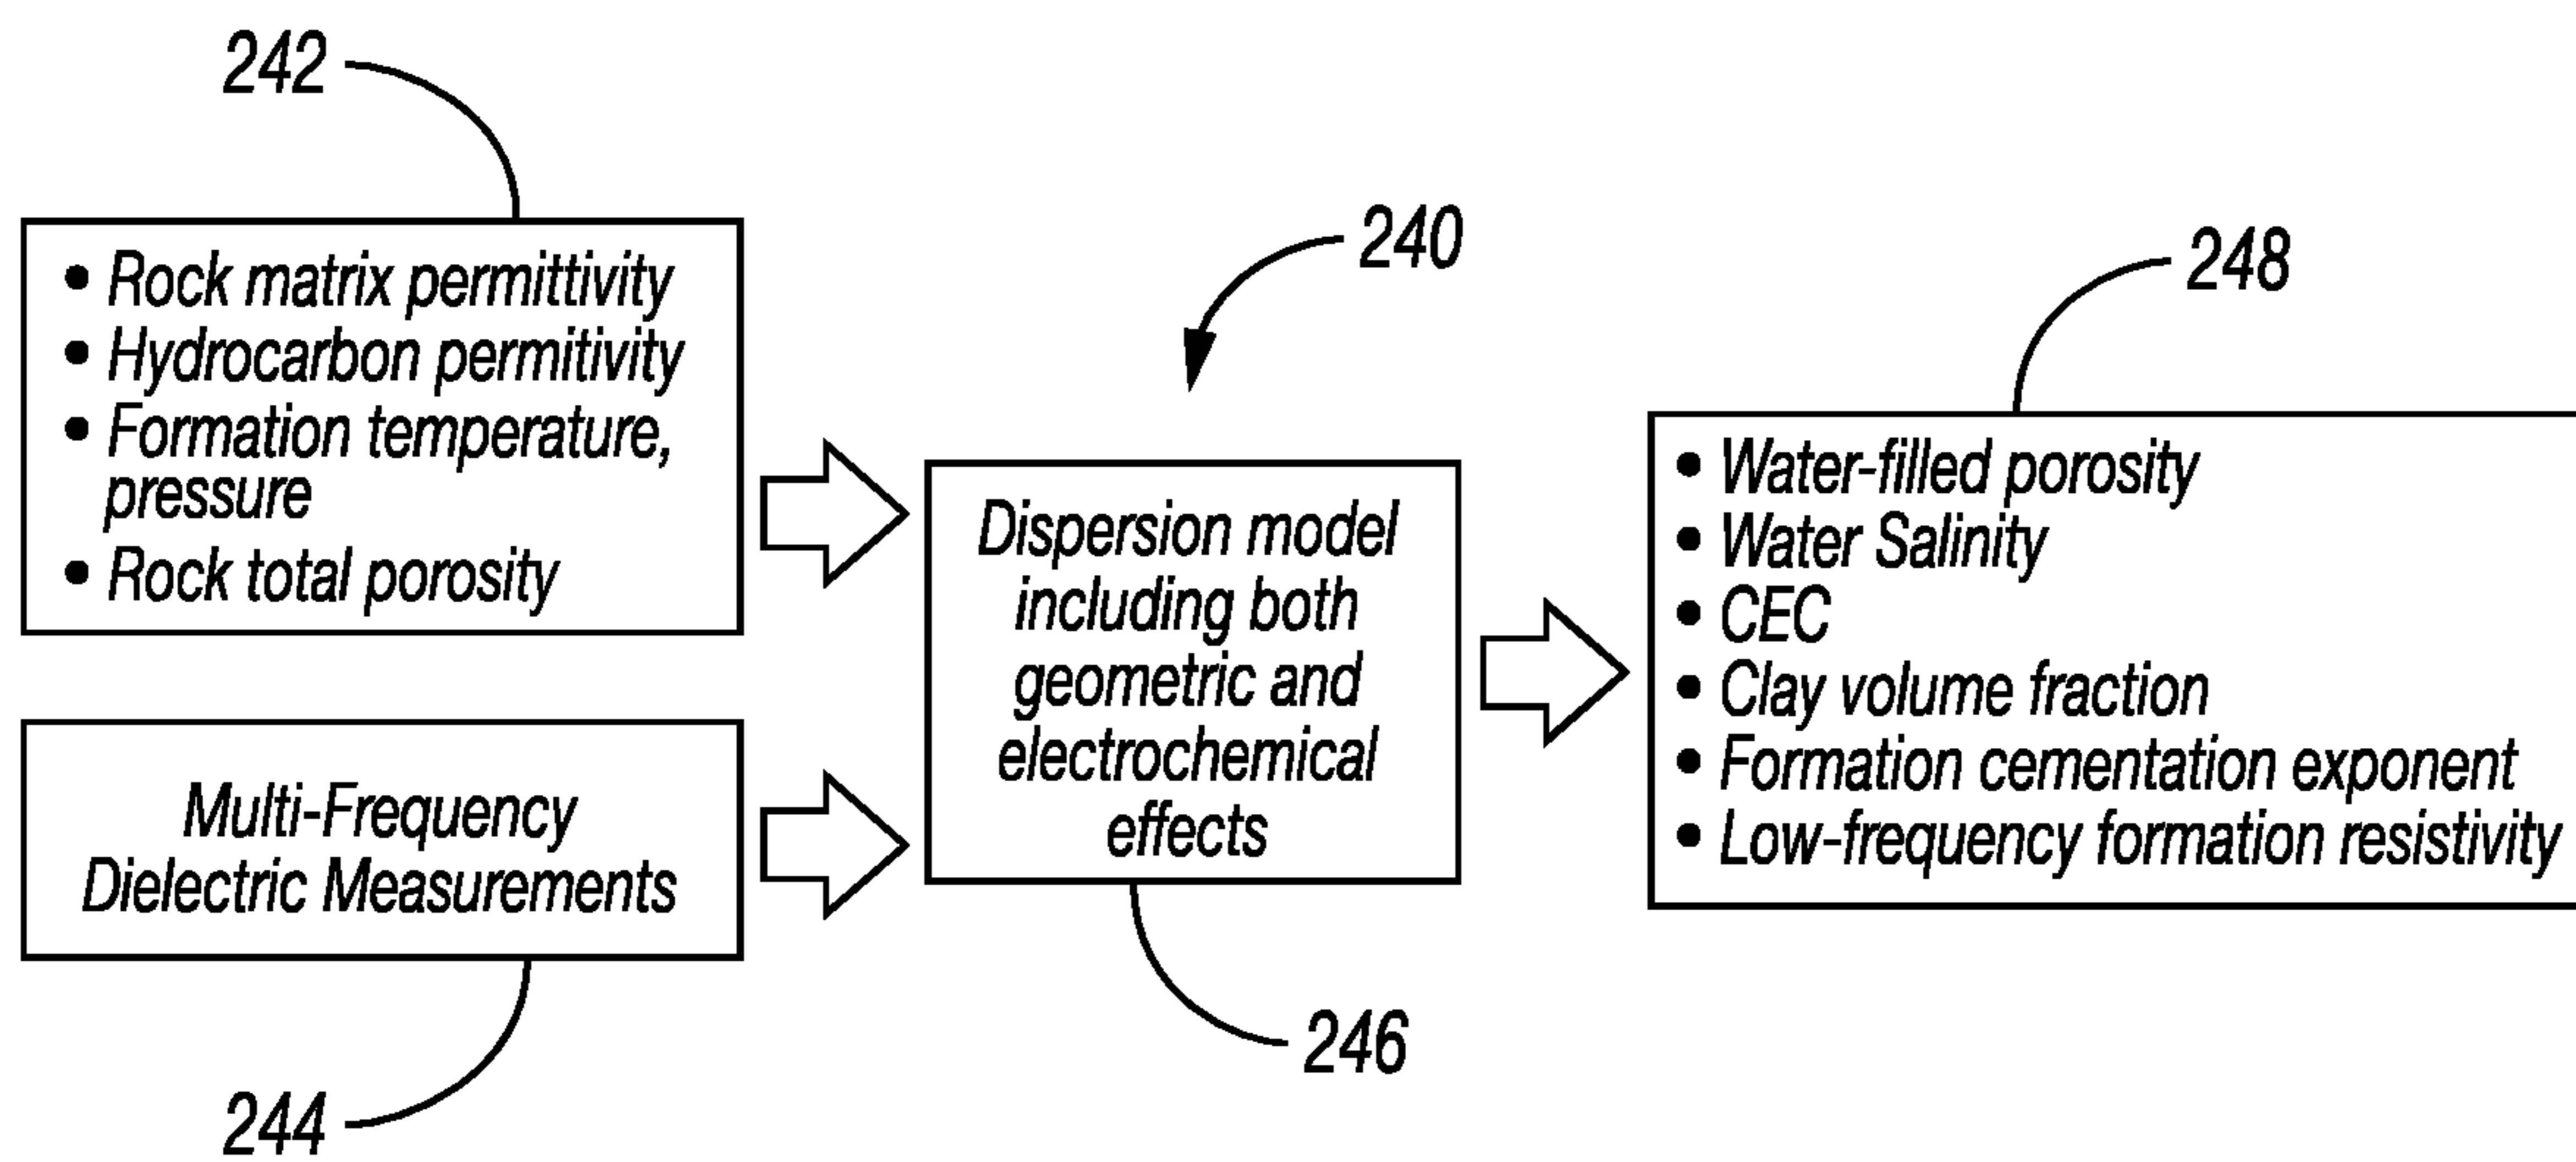 242
• Rock matrix permittivity
• Hydrocarbon permitivity
• Formation temperature,
pressure
• Rock total porosity
Multi-Frequency
Dielectric Measurements
244
240
Dispersion model
including both
geometric and
electrochemical
effects
246
248
• Water-filled porosity
• Water Salinity
• CEC
• Clay volume fraction
• Formation cementation exponent
• Low-frequency formation resistivity